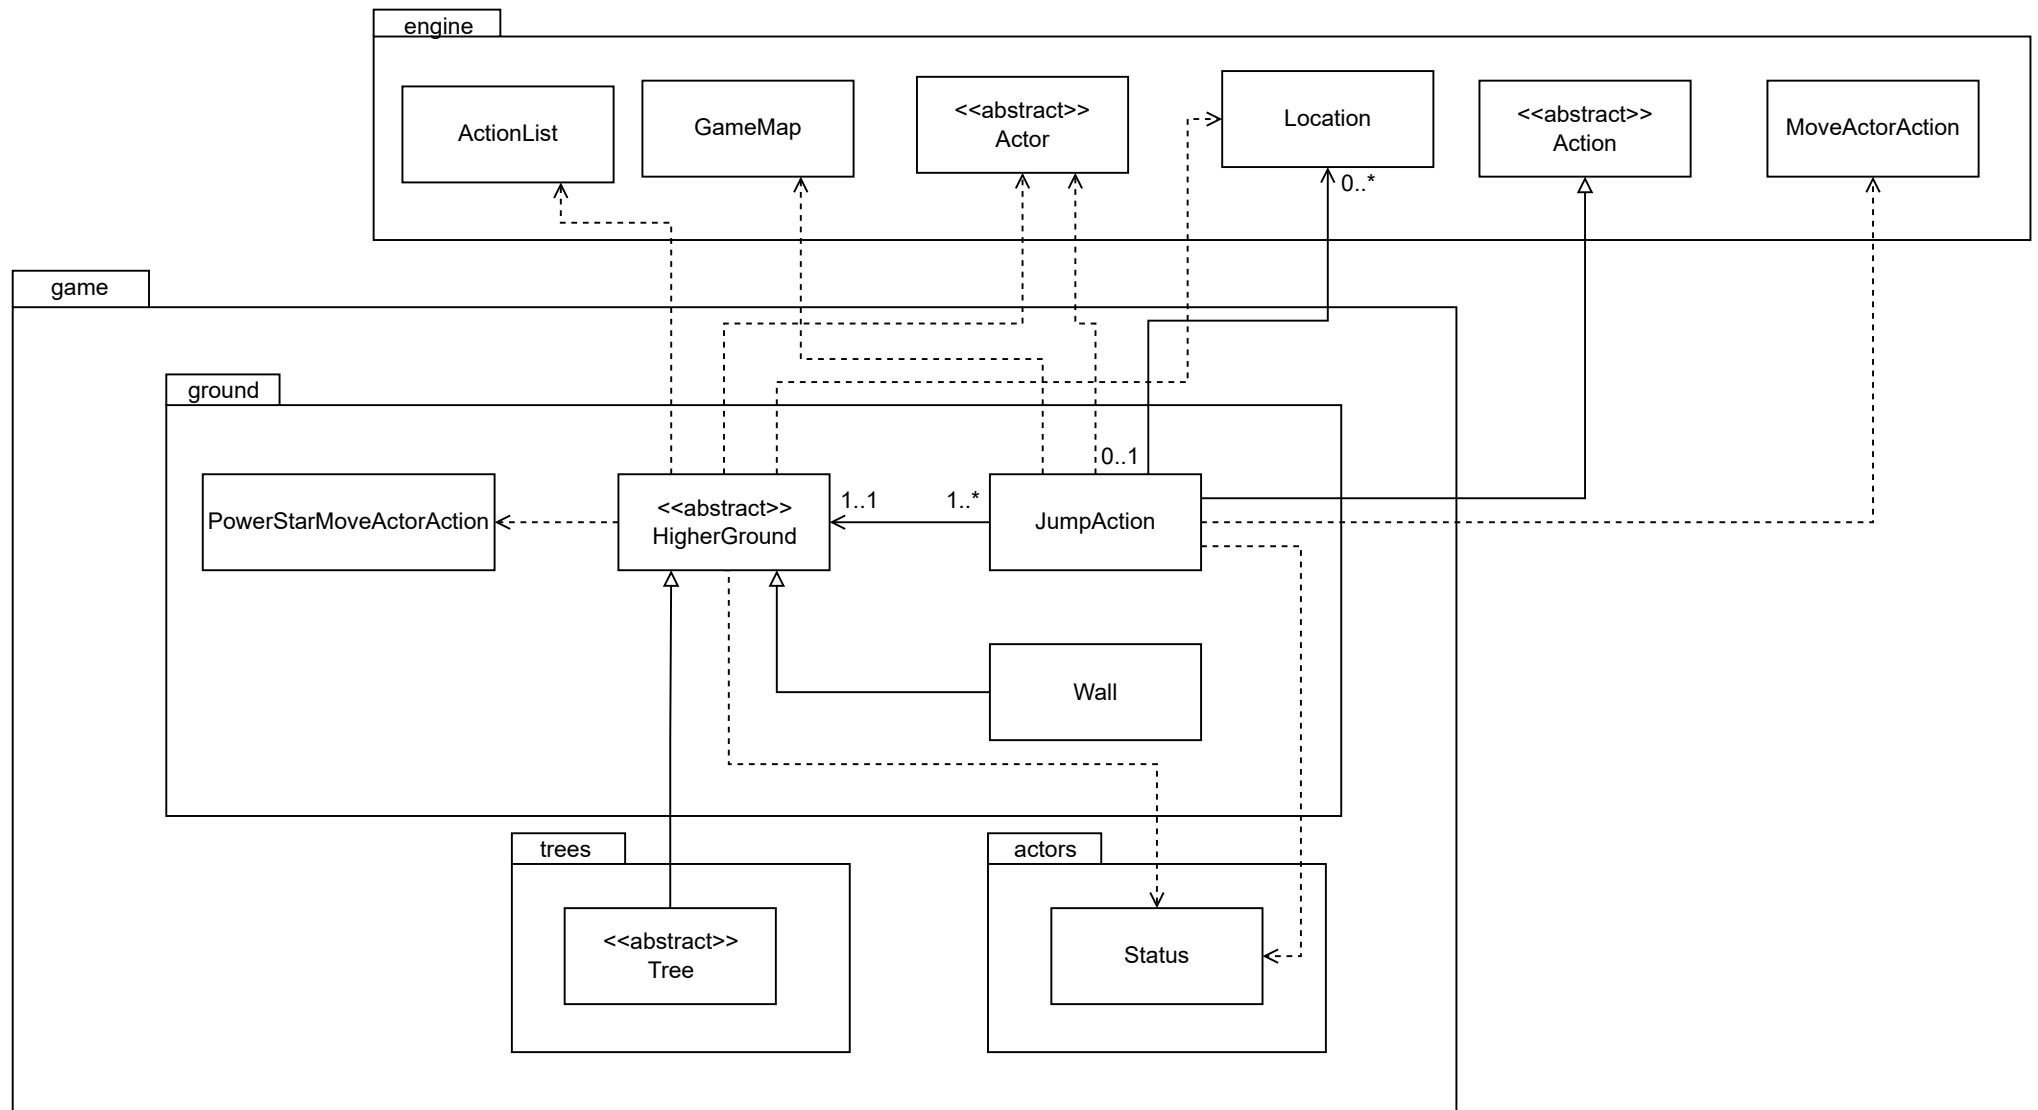 engine
ActionList
GameMap
<<abstract>>
Actor
Location
<<abstract>>
Action
MoveActorAction
0..*
game
ground
0..1
PowerStarMoveActorAction
<<abstract>>
HigherGround
1..1
1..*
JumpAction
Wall
trees
actors
<<abstract>>
Tree
Status